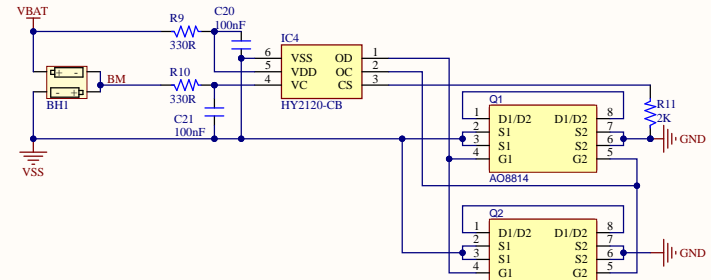 VBAT
R9
330R
C20
100nF
IC4
6 VSS OD 1
5 VDD OC 2
4 VC CS 3
HY2120-CB
+ -
- +
BH1
BM
R10
330R
C21
100nF
R11
2K
VSS
Q1
1 D1/D2 D1/D2 8
2 S1 S2 7
3 S1 S2 6
4 G1 G2 5
AO8814
GND
Q2
1 D1/D2 D1/D2 8
2 S1 S2 7
3 S1 S2 6
4 G1 G2 5
GND